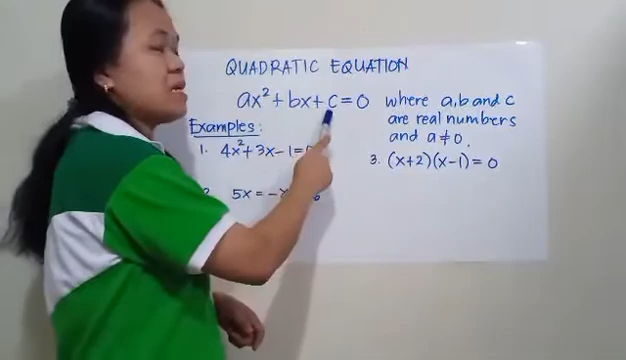 QUADRATIC EQUATION
ax² + bx + c = 0 where a, b and c
are real numbers
and a ≠ 0.
Examples:
1. 4x² + 3x - 1 =
3. (x+2)(x-1) = 0
5x = -